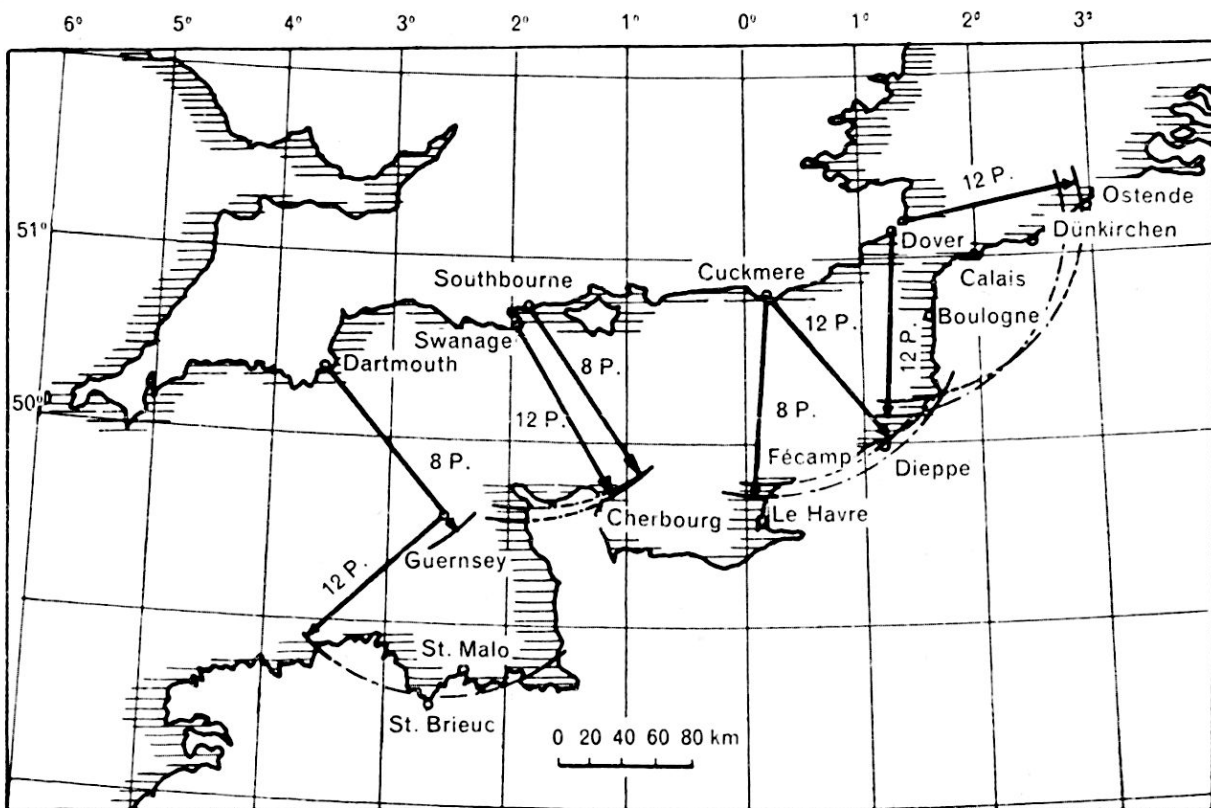 6° 5° 4° 3° 2° 1° 0° 1° 2° 3°
12 P.
Ostende
51°
Dover
Dünkirchen
Southbourne
Cuckmere
Calais
Swanage
12 P.
Boulogne
Dartmouth
8 P.
12 P.
50°
12 P.
8 P.
8 P.
Fécamp
Dieppe
Cherbourg
Le Havre
Guernsey
12 P.
St. Malo
St. Brieuc
0 20 40 60 80 km